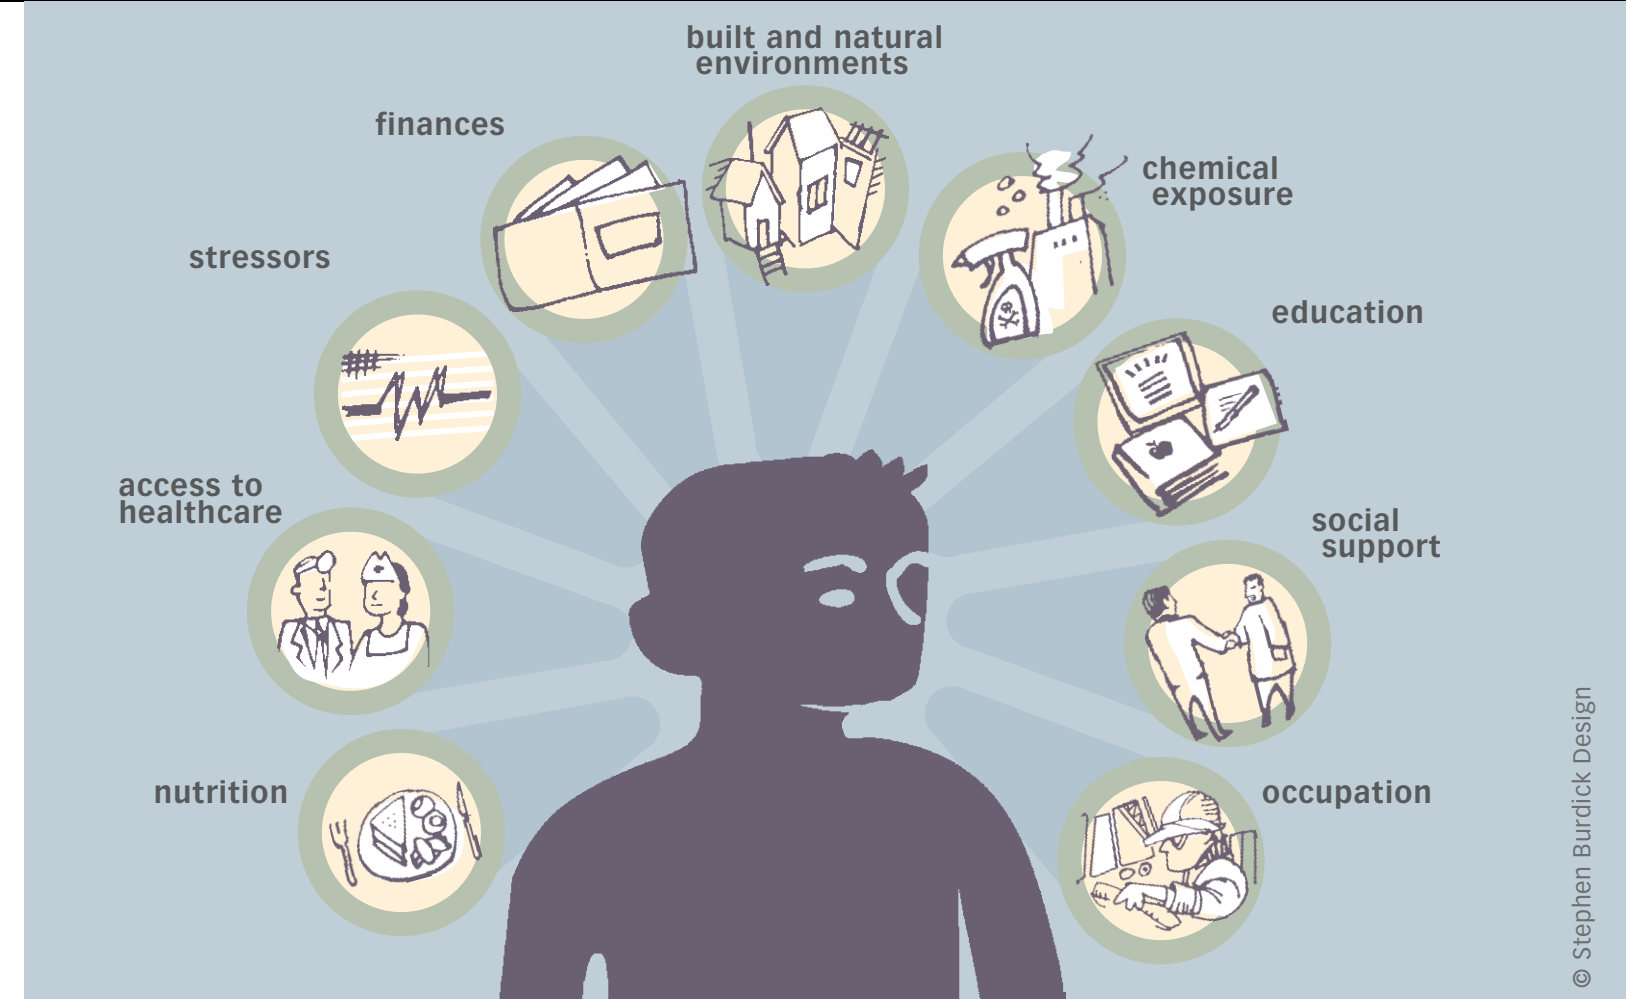 built and natural
environments
finances
chemical
exposure
stressors
education
access to
healthcare
social
support
nutrition
occupation
© Stephen Burdick Design